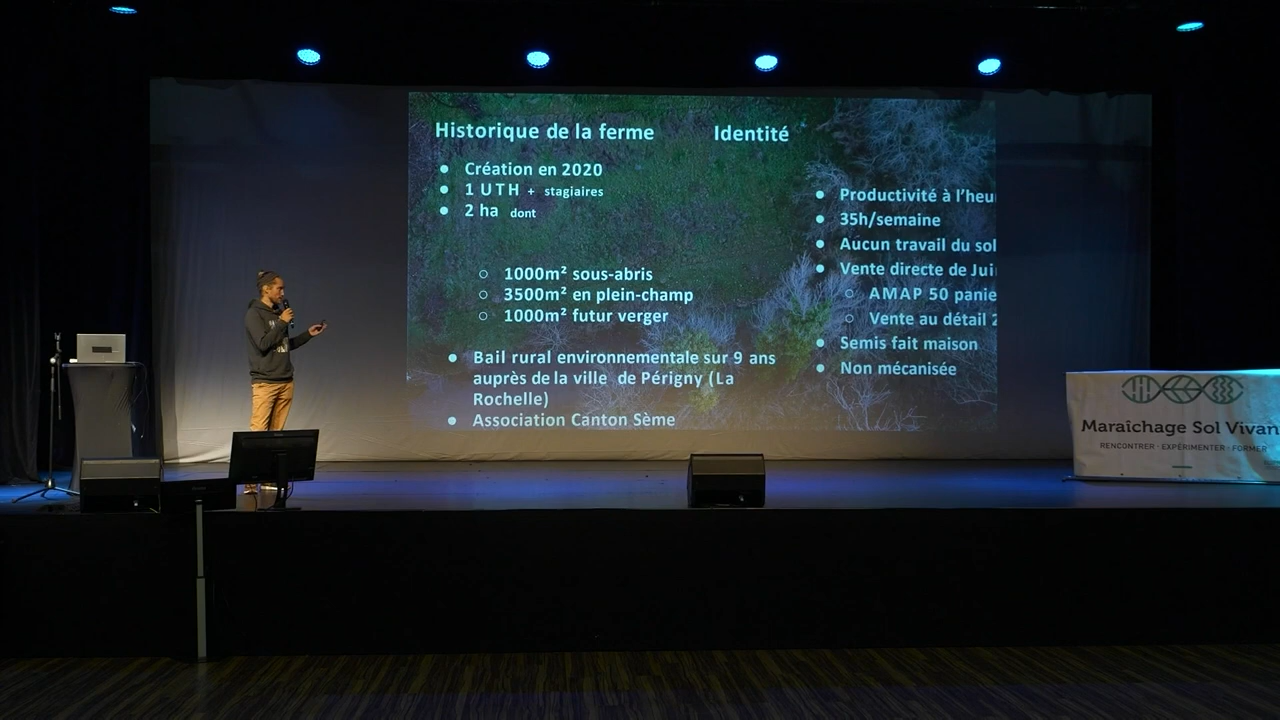 Historique de la ferme
● Création en 2020
● 1 UTH + stagiaires
● 2 ha dont
○ 1000m² sous-abris
○ 3500m² en plein-champ
○ 1000m² futur verger
● Bail rural environnementale sur 9 ans
auprès de la ville de Périgny (La
Rochelle)
● Association Canton Sème
Identité
● Productivité à l'heu
● 35h/semaine
● Aucun travail du sol
● Vente directe de Jui
○ AMAP 50 panie
○ Vente au détail 2
● Semis fait maison
● Non mécanisée
Maraîchage Sol Vivan
RENCONTRER · EXPÉRIMENTER · FORMER